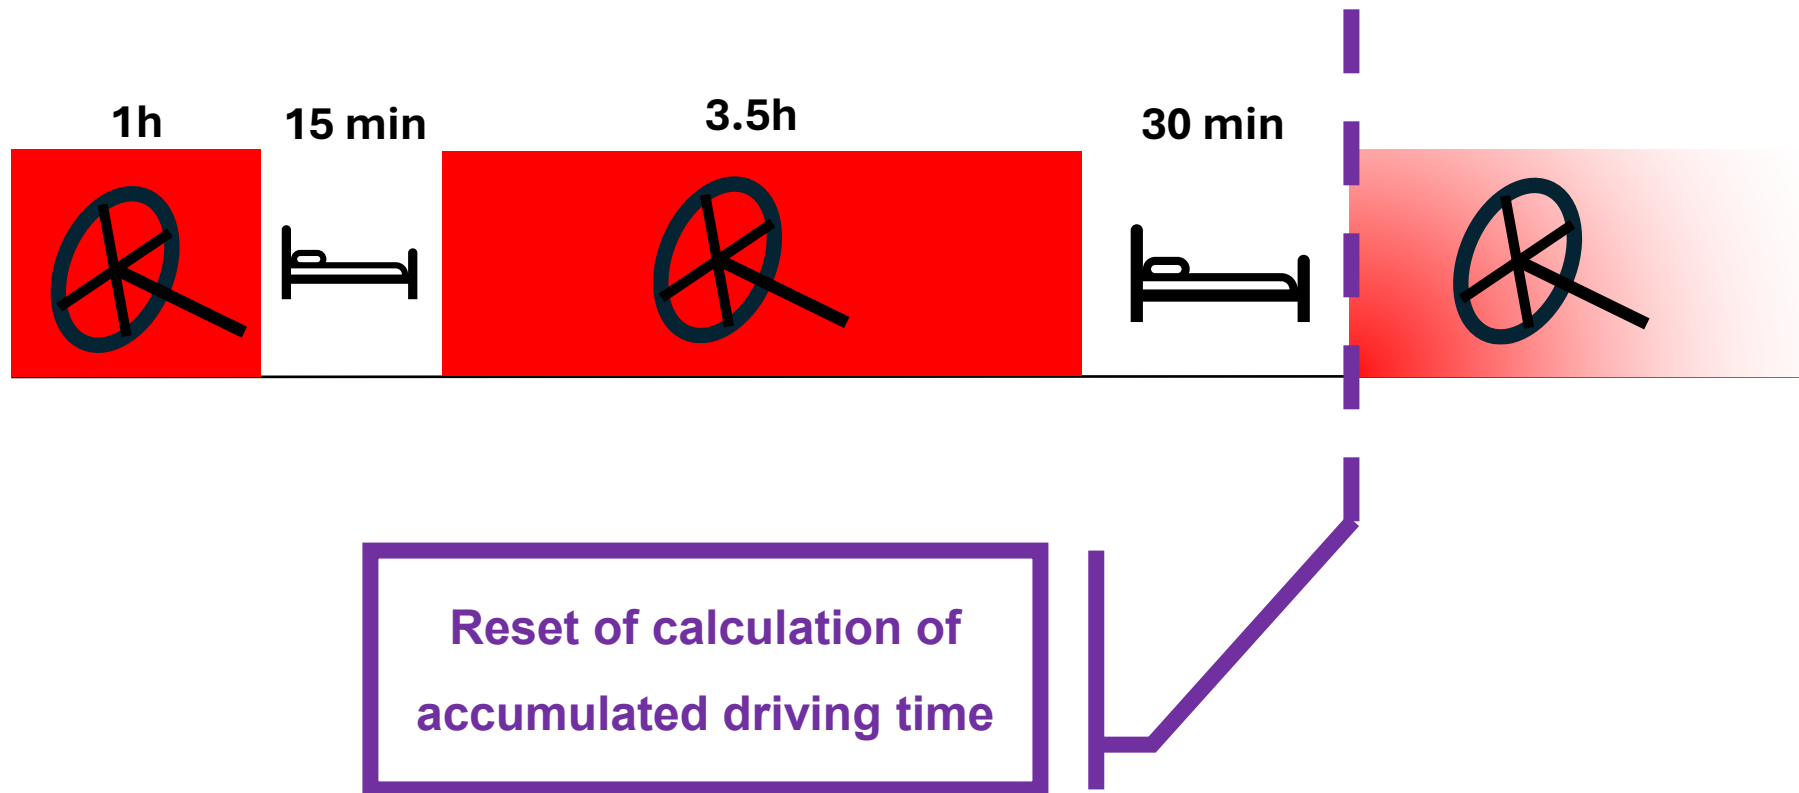 1h
15 min
3.5h
30 min
Reset of calculation of
accumulated driving time